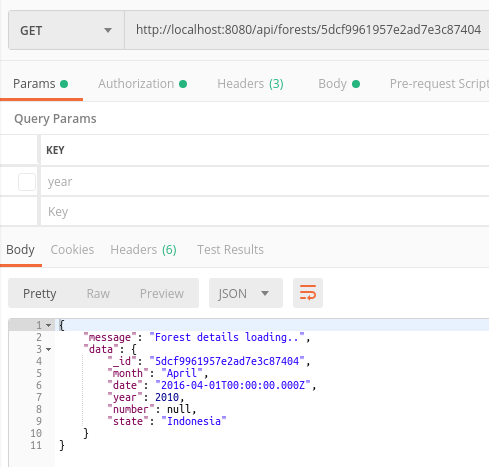 GET http://localhost:8080/api/forests/5dcf9961957e2ad7e3c87404
Params Authorization Headers (3) Body Pre-request Script
Query Params
KEY
year
Key
Body Cookies Headers (6) Test Results
Pretty Raw Preview JSON
1 {
2 "message": "Forest details loading..",
3 "data": {
4 "_id": "5dcf9961957e2ad7e3c87404",
5 "month": "April",
6 "date": "2016-04-01T00:00:00.000Z",
7 "year": 2010,
8 "number": null,
9 "state": "Indonesia"
10 }
11 }